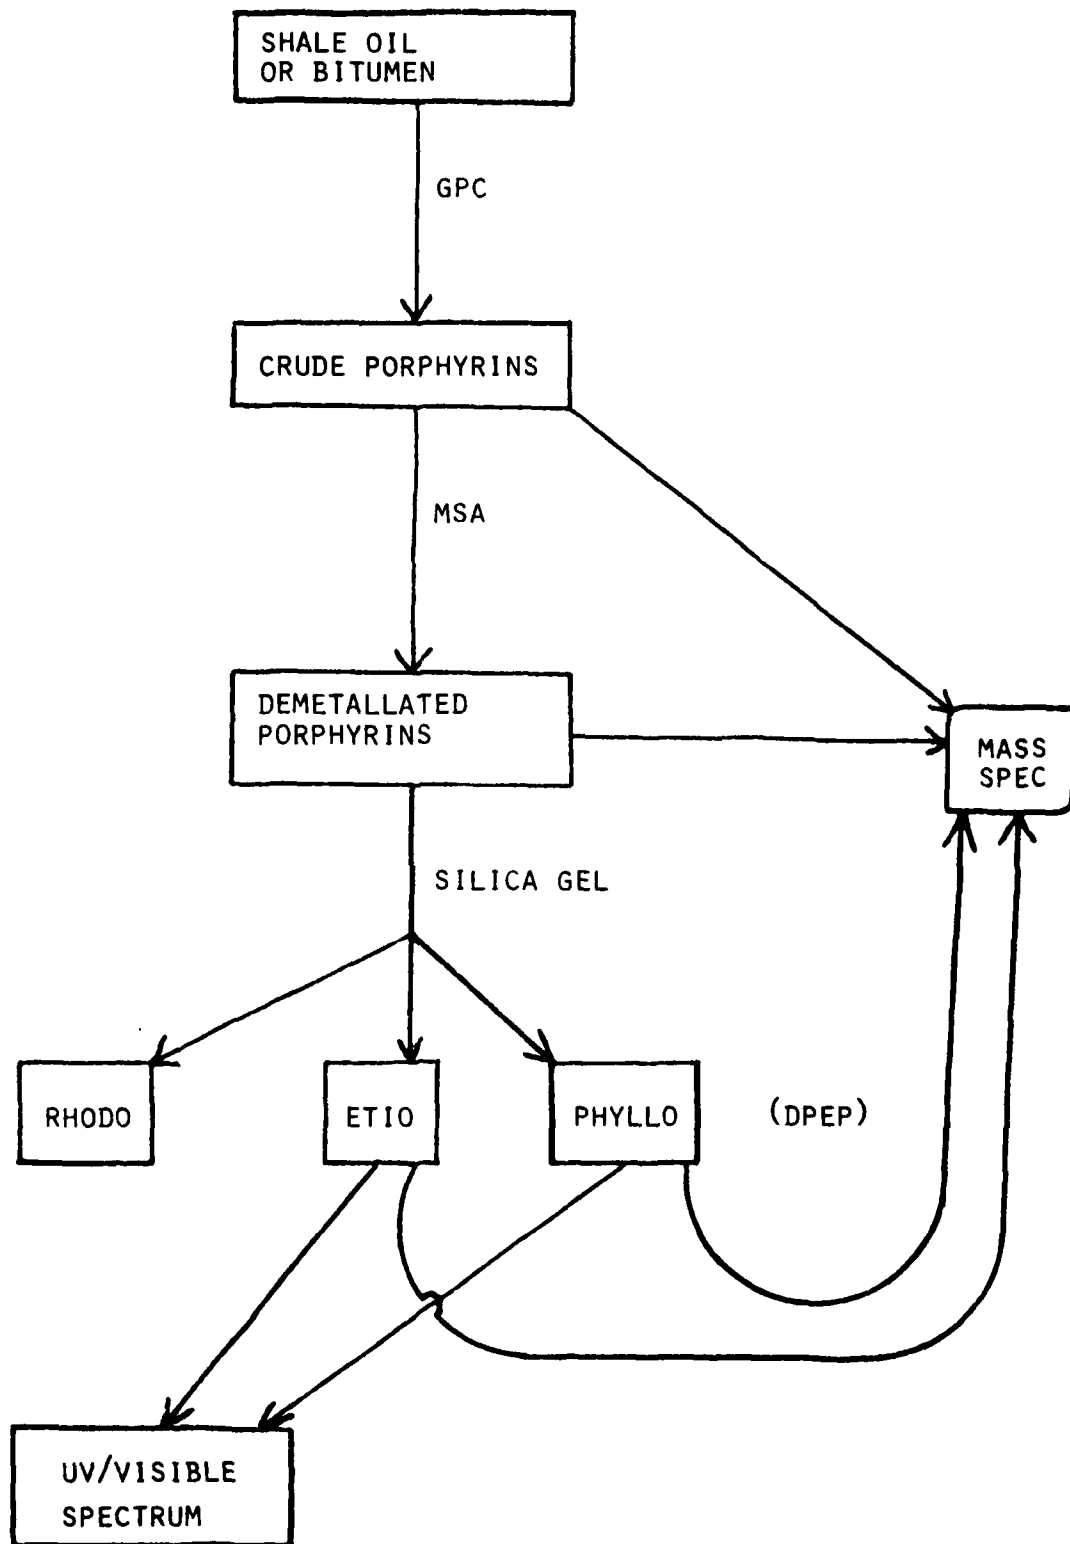 SHALE OIL
OR BITUMEN
GPC
CRUDE PORPHYRINS
MSA
DEMETALLATED
PORPHYRINS
MASS
SPEC
SILICA GEL
RHODO
ETIO
PHYLLO
(DPEP)
UV/VISIBLE
SPECTRUM